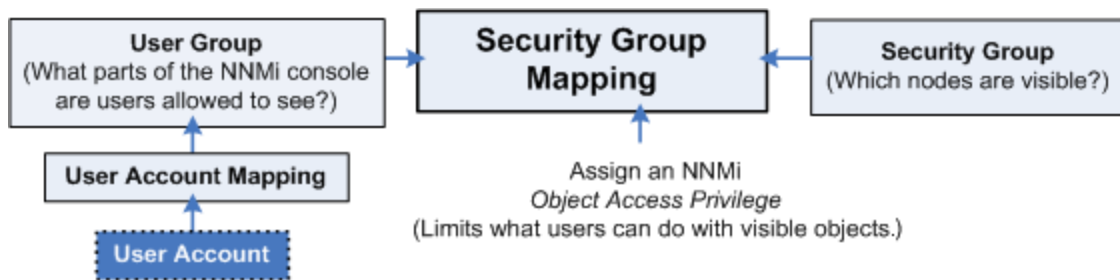 User Group
(What parts of the NNMi console
are users allowed to see?)
Security Group
Mapping
Security Group
(Which nodes are visible?)
User Account Mapping
User Account
Assign an NNMi
Object Access Privilege
(Limits what users can do with visible objects.)